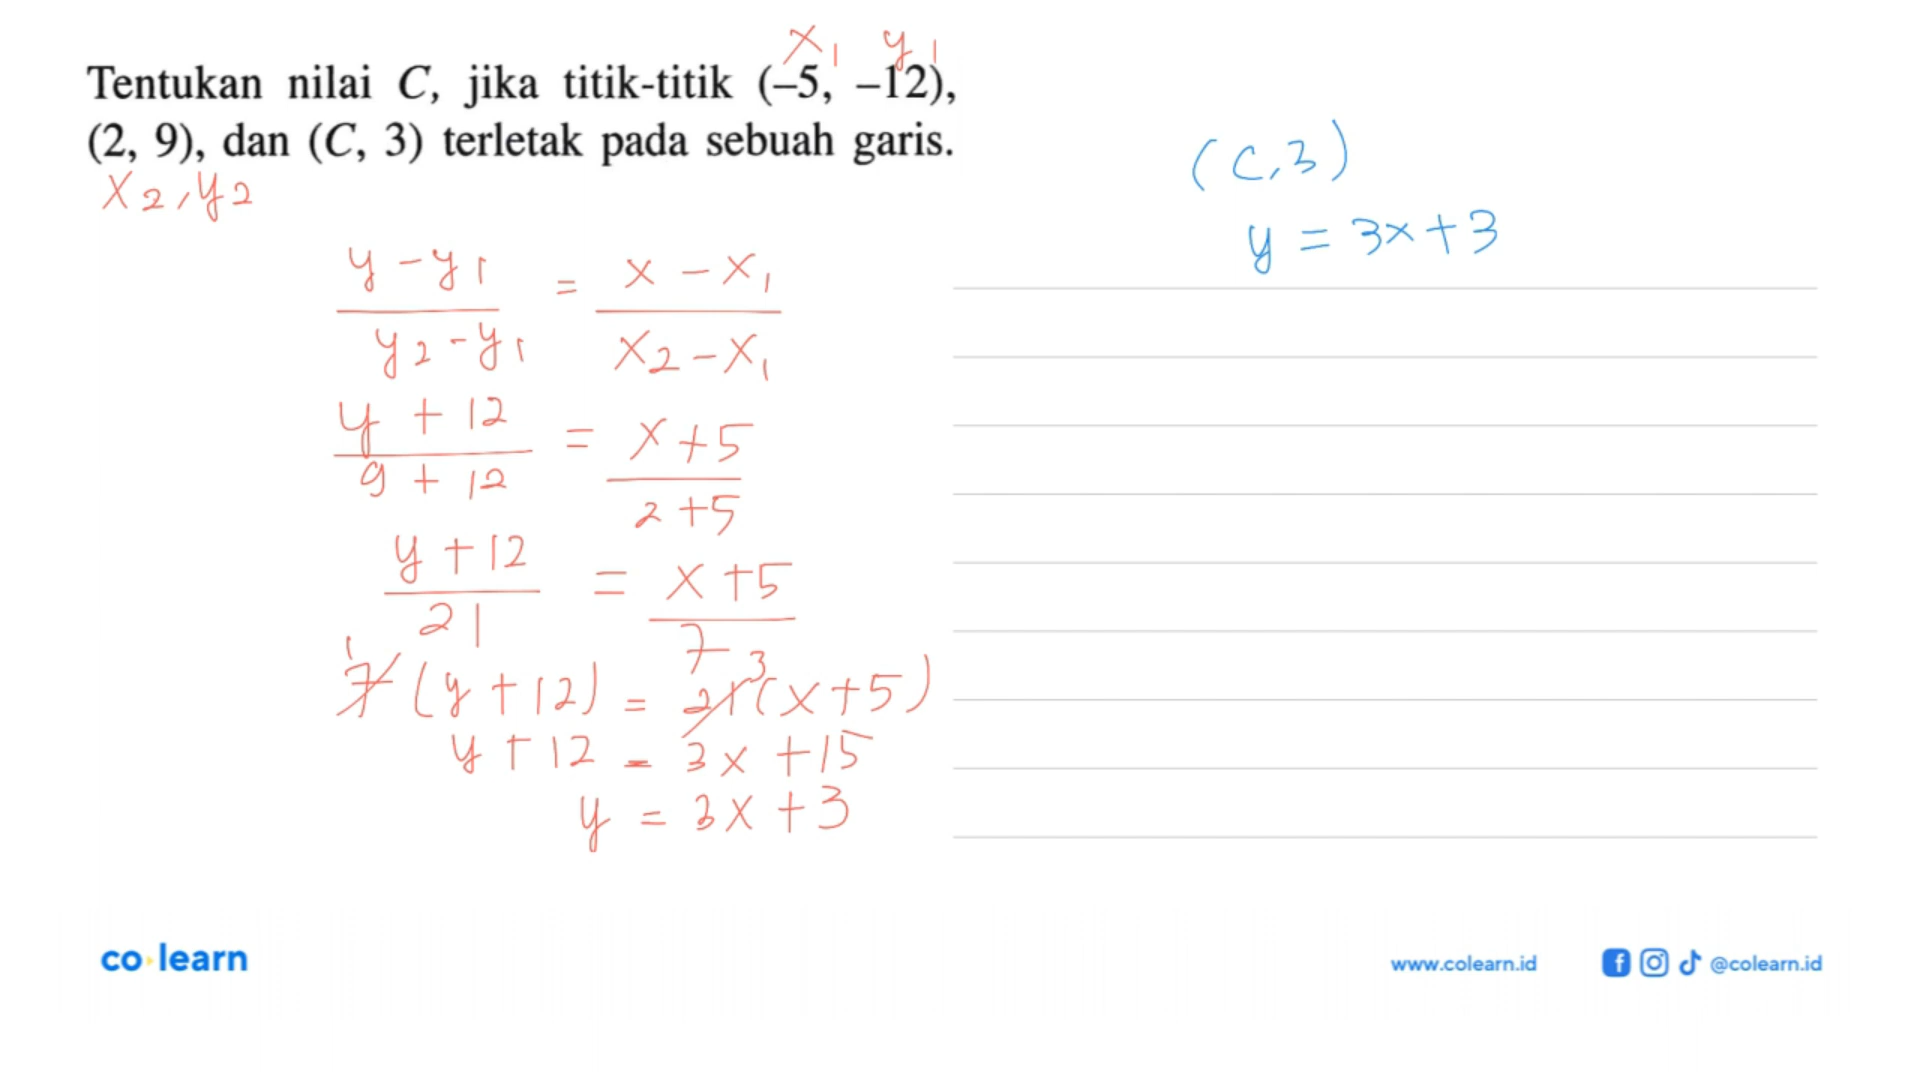 x₁ y₁
Tentukan nilai C, jika titik-titik (–5, –12),
(2, 9), dan (C, 3) terletak pada sebuah garis.
x₂, y₂
y - y₁ / y₂ - y₁ = x - x₁ / x₂ - x₁
y + 12 / 9 + 12 = x + 5 / 2 + 5
y + 12 / 21 = x + 5 / 7
1 3
7 (y + 12) = 21 (x + 5)
y + 12 = 3x + 15
y = 3x + 3
(C, 3)
y = 3x + 3
co learn
www.colearn.id
@colearn.id